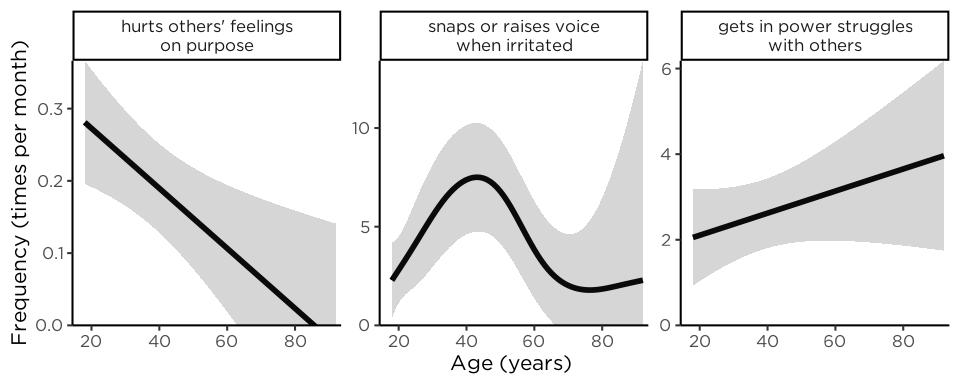 hurts others' feelings
on purpose
snaps or raises voice
when irritated
gets in power struggles
with others
Frequency (times per month)
0.3
0.2
0.1
0.0
10
5
0
6
4
2
0
20 40 60 80
20 40 60 80
20 40 60 80
Age (years)